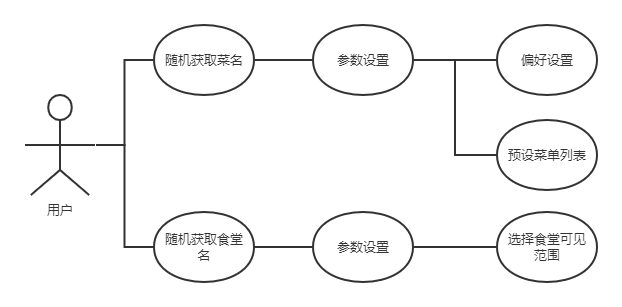 随机获取菜名
参数设置
偏好设置
预设菜单列表
用户
随机获取食堂
名
参数设置
选择食堂可见
范围